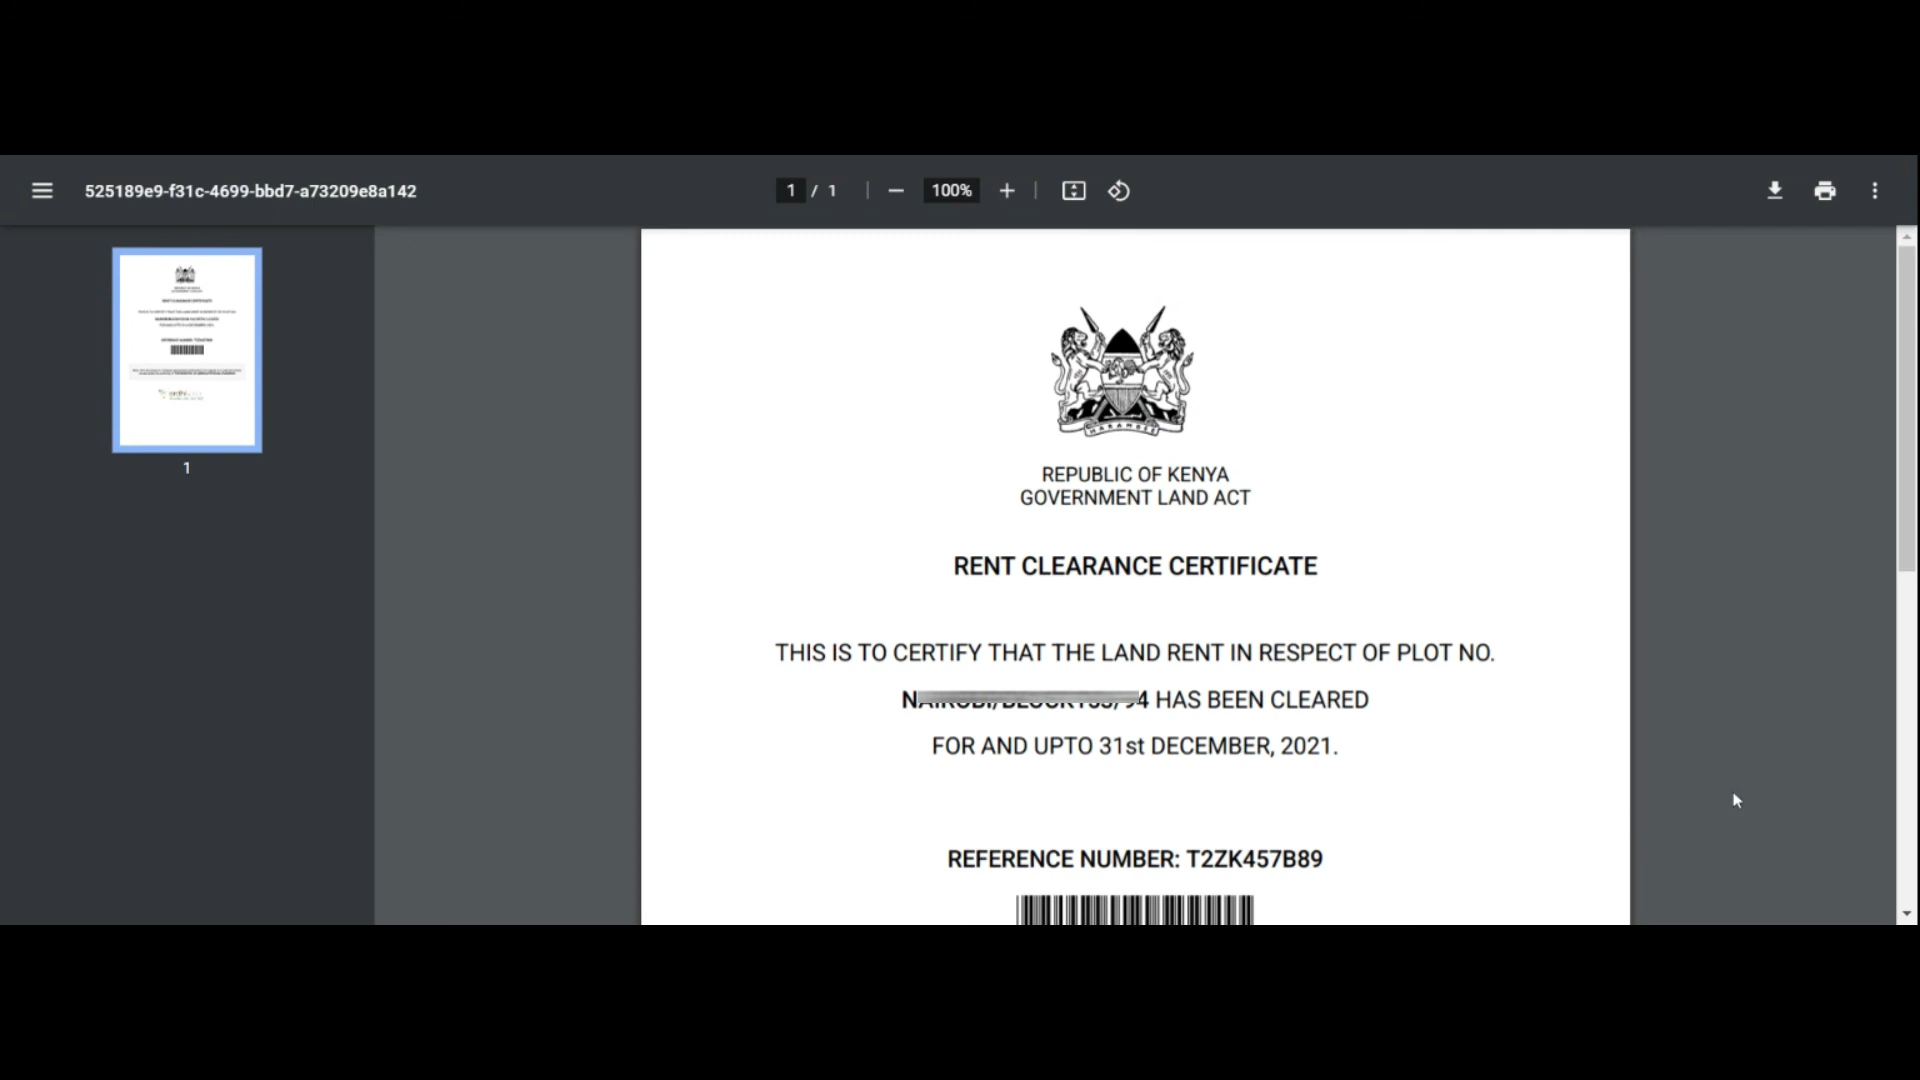 525189e9-f31c-4699-bbd7-a73209e8a142
1 / 1
100%
1
HARAMBEE
REPUBLIC OF KENYA
GOVERNMENT LAND ACT
RENT CLEARANCE CERTIFICATE
THIS IS TO CERTIFY THAT THE LAND RENT IN RESPECT OF PLOT NO.
HAS BEEN CLEARED
FOR AND UPTO 31st DECEMBER, 2021.
REFERENCE NUMBER: T2ZK457B89